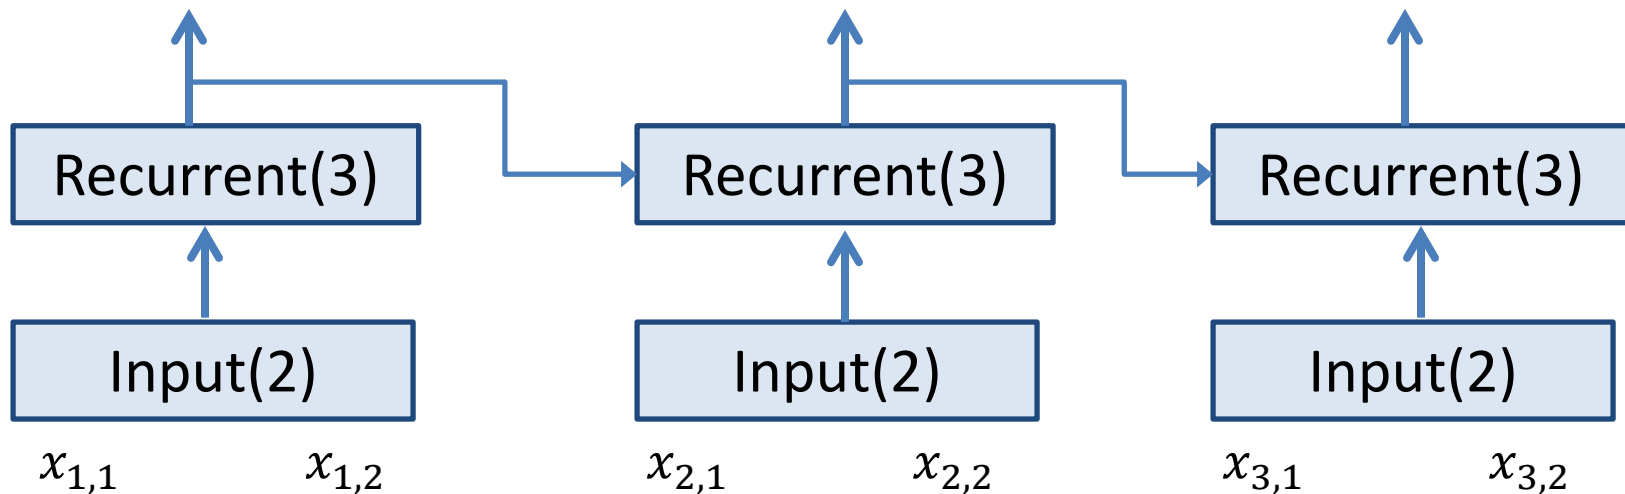 Recurrent(3) Recurrent(3) Recurrent(3)
Input(2) Input(2) Input(2)
x₁,₁ x₁,₂ x₂,₁ x₂,₂ x₃,₁ x₃,₂